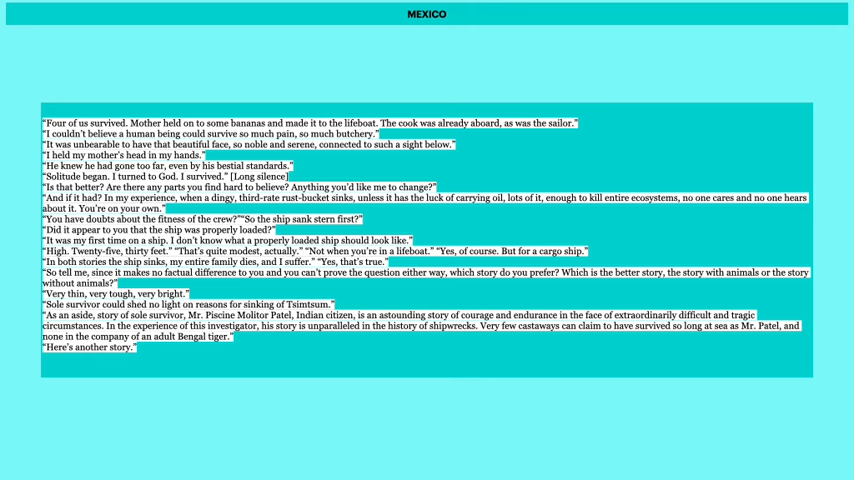 MEXICO
“Four of us survived. Mother held on to some bananas and made it to the lifeboat. The cook was already aboard, as was the sailor.”
“I couldn’t believe a human being could survive so much pain, so much butchery.”
“It was unbearable to have that beautiful face, so noble and serene, connected to such a sight below.”
“I held my mother’s head in my hands.”
“He knew he had gone too far, even by his bestial standards.”
“Solitude began. I turned to God. I survived.” [Long silence]
“Is that better? Are there any parts you find hard to believe? Anything you’d like me to change?”
“And if it had? In my experience, when a dingy, third-rate rust-bucket sinks, unless it has the luck of carrying oil, lots of it, enough to kill entire ecosystems, no one cares and no one hears
about it. You’re on your own.”
“You have doubts about the fitness of the crew?”“So the ship sank stern first?”
“Did it appear to you that the ship was properly loaded?”
“It was my first time on a ship. I don’t know what a properly loaded ship should look like.”
“High. Twenty-five, thirty feet.” “That’s quite modest, actually.” “Not when you’re in a lifeboat.” “Yes, of course. But for a cargo ship.”
“In both stories the ship sinks, my entire family dies, and I suffer.” “Yes, that’s true.”
“So tell me, since it makes no factual difference to you and you can’t prove the question either way, which story do you prefer? Which is the better story, the story with animals or the story
without animals?”
“Very thin, very tough, very bright.”
“Sole survivor could shed no light on reasons for sinking of Tsimtsum.”
“As an aside, story of sole survivor, Mr. Piscine Molitor Patel, Indian citizen, is an astounding story of courage and endurance in the face of extraordinarily difficult and tragic
circumstances. In the experience of this investigator, his story is unparalleled in the history of shipwrecks. Very few castaways can claim to have survived so long at sea as Mr. Patel, and
none in the company of an adult Bengal tiger.”
“Here’s another story.”